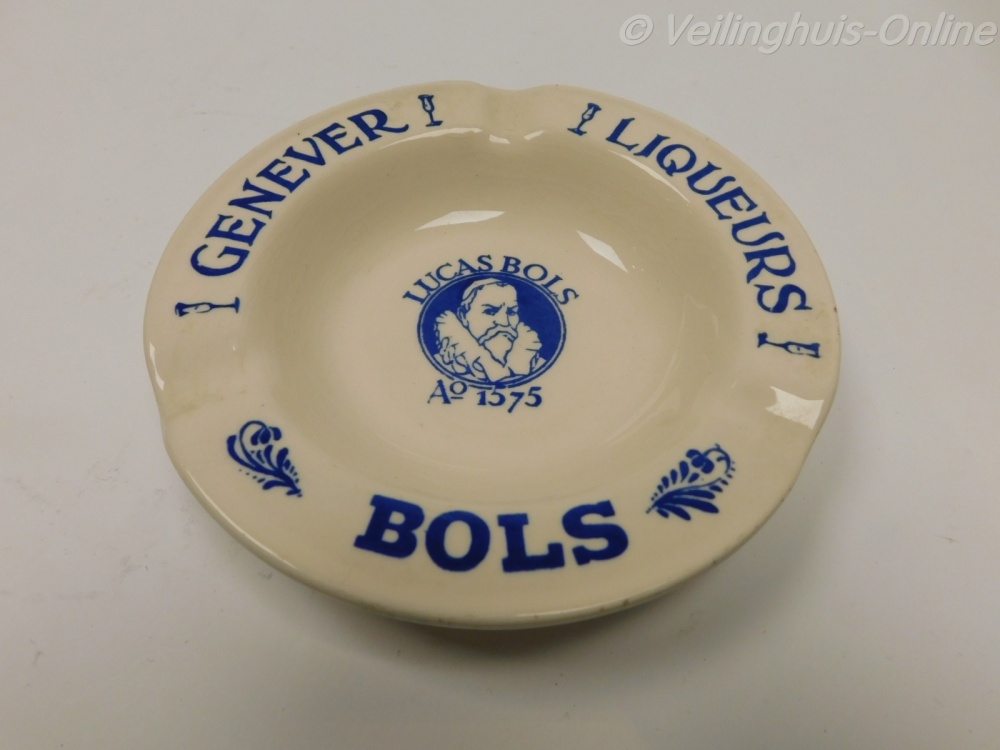 © Veilinghuis-Online
GENEVER
LIQUEURS
LUCAS BOLS
Aº 1575
BOLS